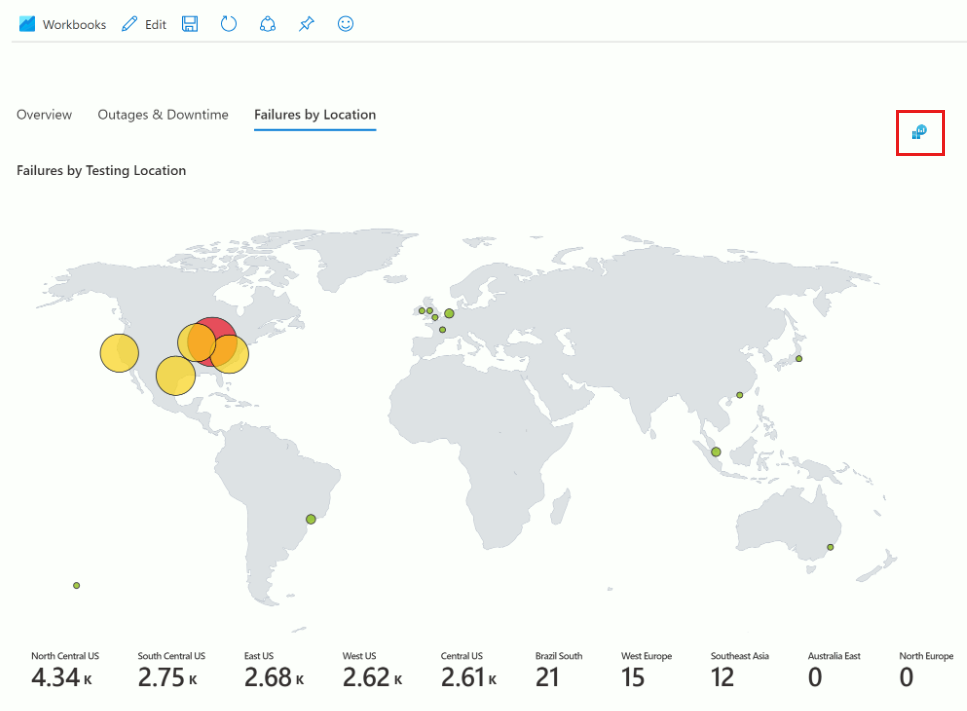 Workbooks Edit
Overview Outages & Downtime Failures by Location
Failures by Testing Location
North Central US South Central US East US West US Central US Brazil South West Europe Southeast Asia Australia East North Europe
4.34 K 2.75 K 2.68 K 2.62 K 2.61 K 21 15 12 0 0